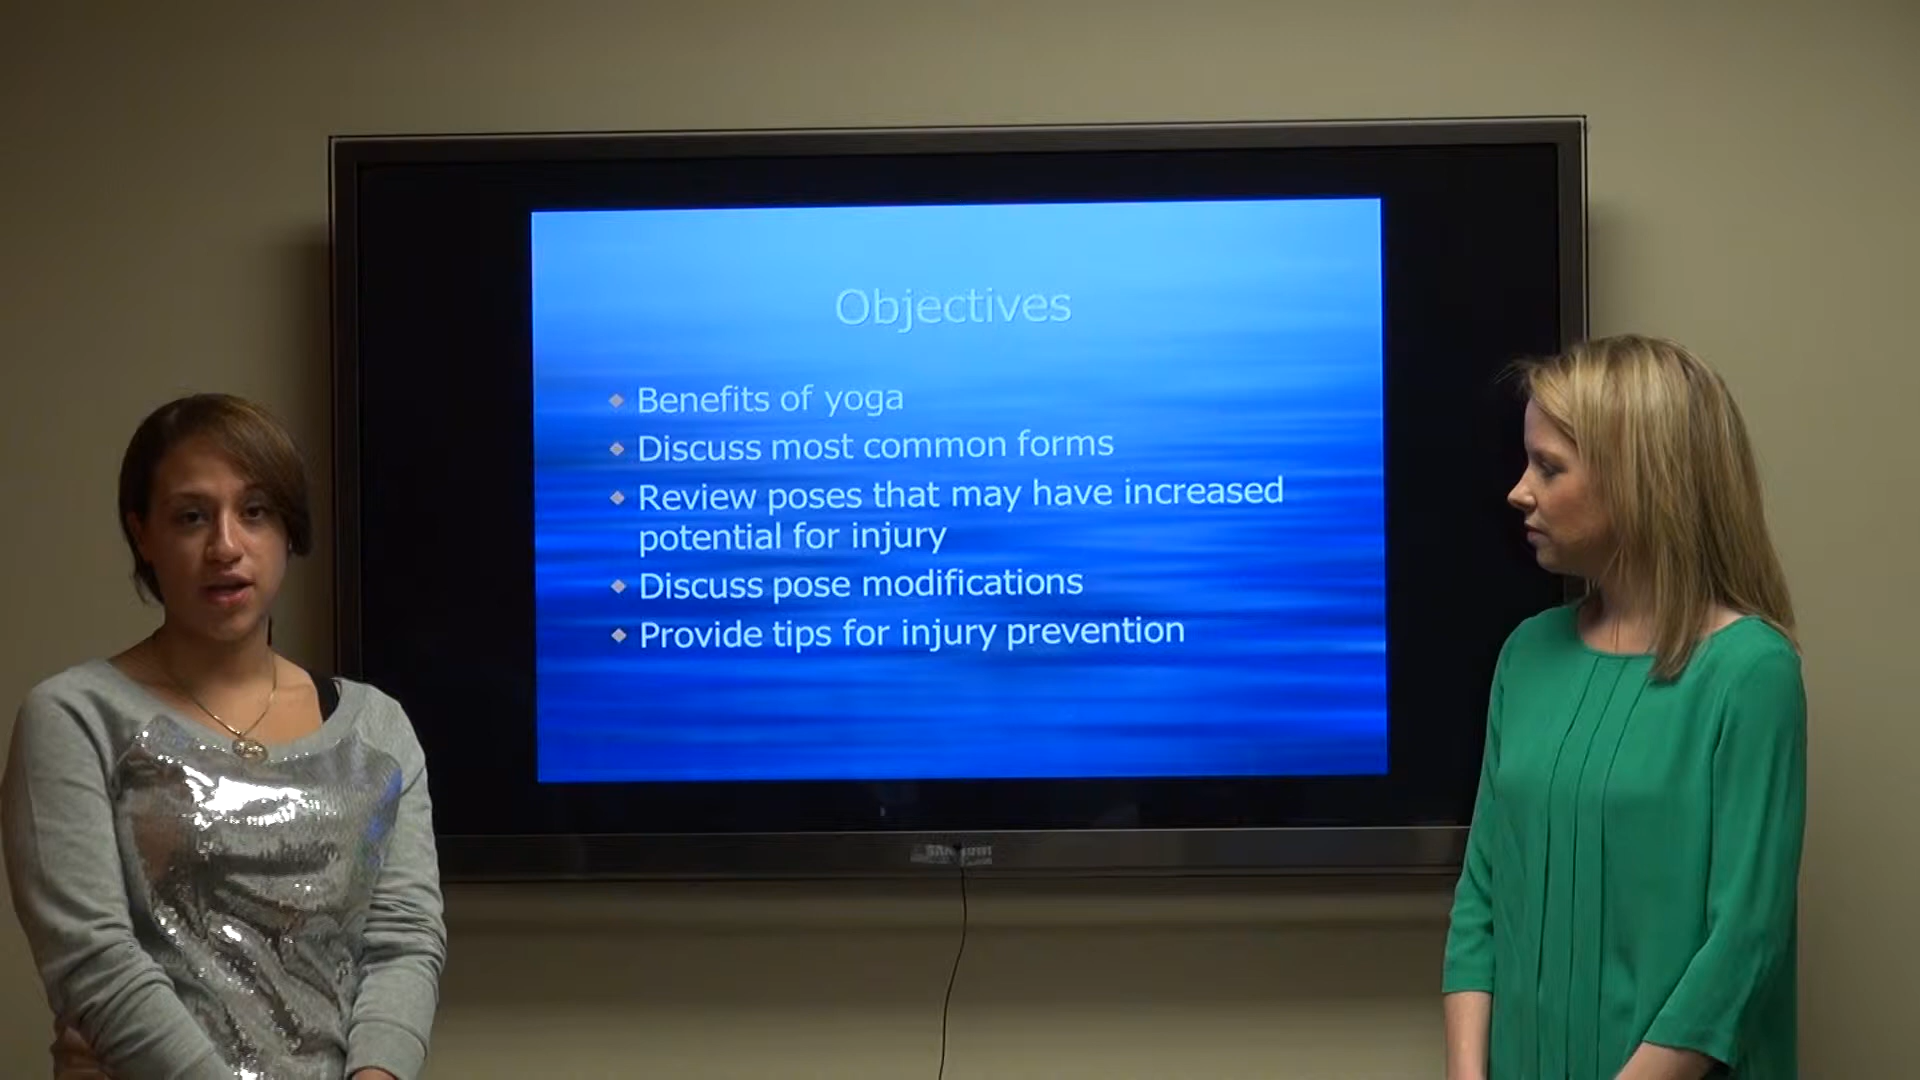 Objectives
Benefits of yoga
Discuss most common forms
Review poses that may have increased
potential for injury
Discuss pose modifications
Provide tips for injury prevention